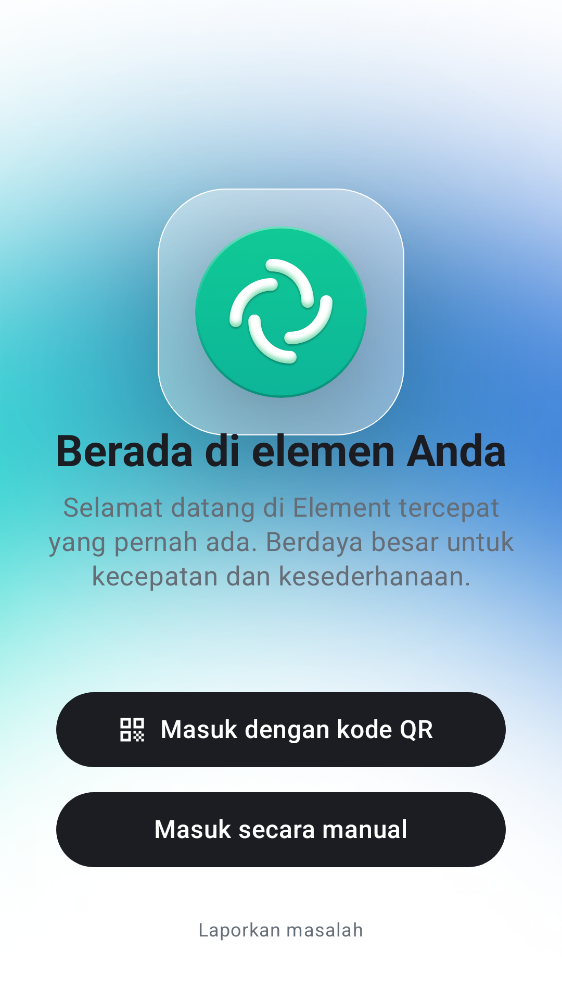 Berada di elemen Anda
Selamat datang di Element tercepat
yang pernah ada. Berdaya besar untuk
kecepatan dan kesederhanaan.
Masuk dengan kode QR
Masuk secara manual
Laporkan masalah